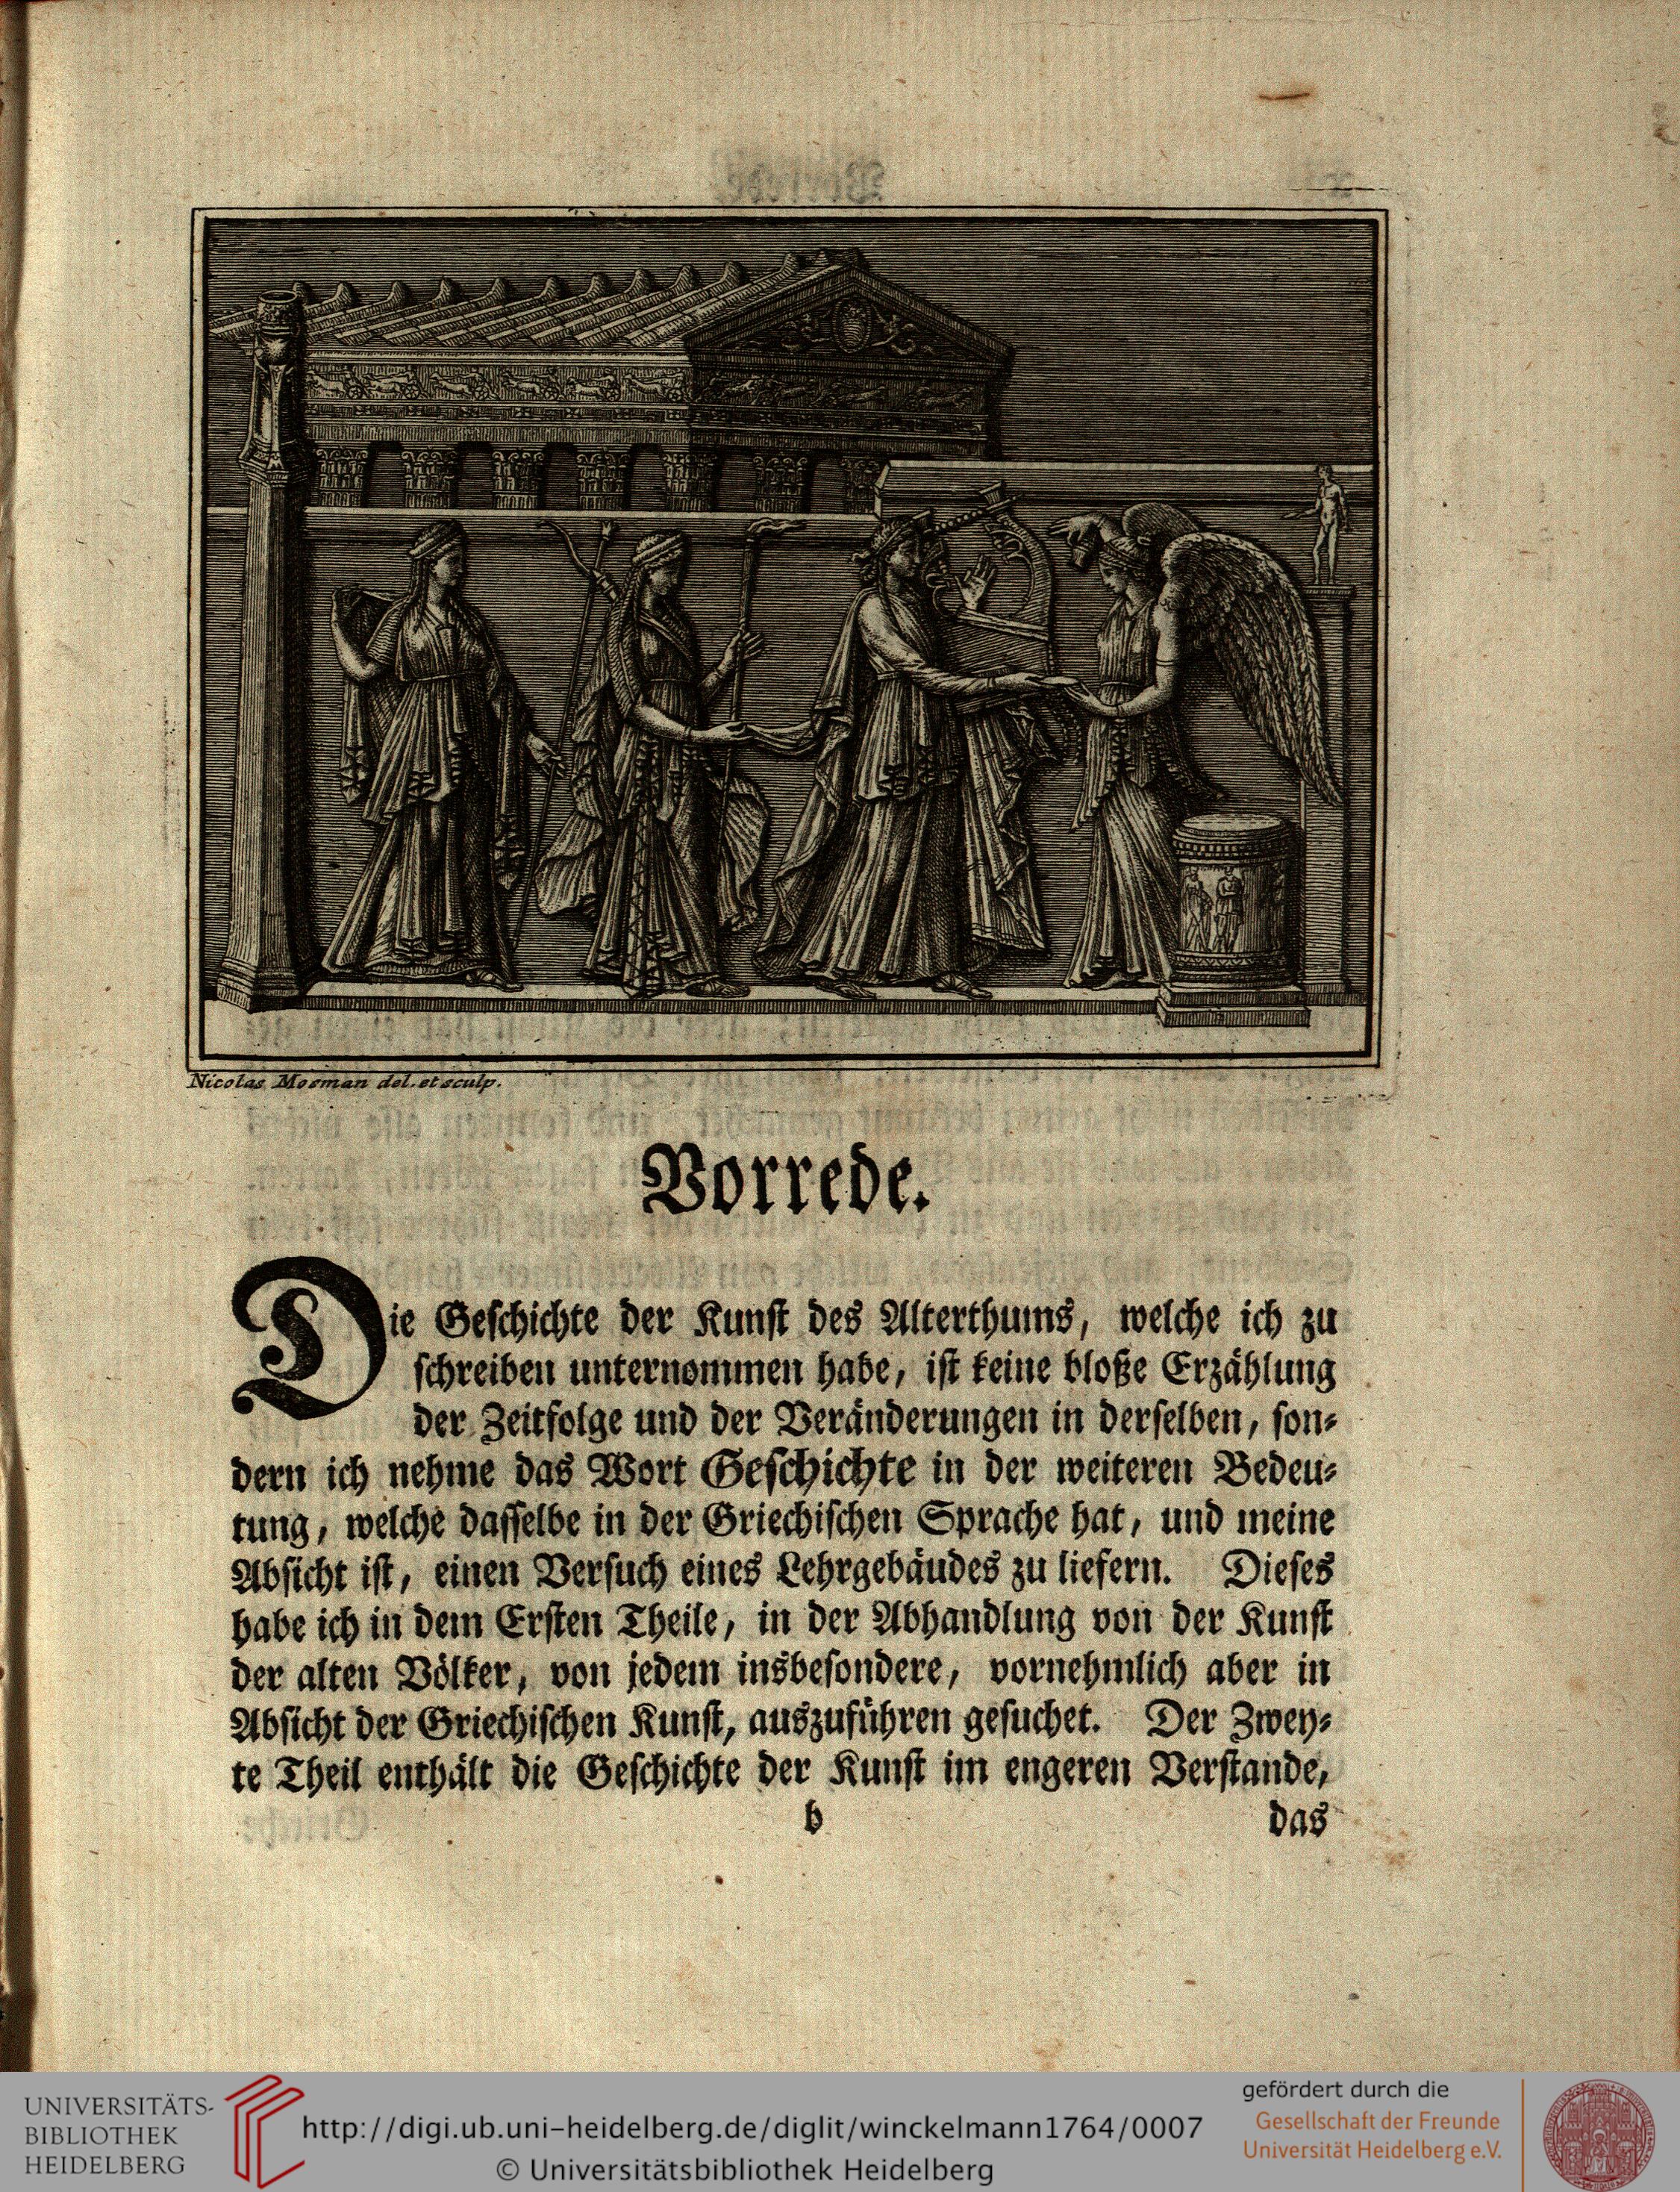 Nicolas Mosman del. et sculp.
Vorrede.
Die Geschichte der Kunst des Alterthums, welche ich zu
schreiben unternommen habe, ist keine bloße Erzählung
der Zeitfolge und der Veränderungen in derselben, son-
dern ich nehme das Wort Geschichte in der weiteren Bedeu-
tung, welche dasselbe in der Griechischen Sprache hat, und meine
Absicht ist, einen Versuch eines Lehrgebäudes zu liefern. Dieses
habe ich in dem Ersten Theile, in der Abhandlung von der Kunst
der alten Völker, von jedem insbesondere, vornehmlich aber in
Absicht der Griechischen Kunst, auszuführen gesuchet. Der Zwey-
te Theil enthält die Geschichte der Kunst im engeren Verstande,
b das
UNIVERSITÄTS-
BIBLIOTHEK
HEIDELBERG
http://digi.ub.uni-heidelberg.de/diglit/winckelmann1764/0007
© Universitätsbibliothek Heidelberg
gefördert durch die
Gesellschaft der Freunde
Universität Heidelberg e.V.